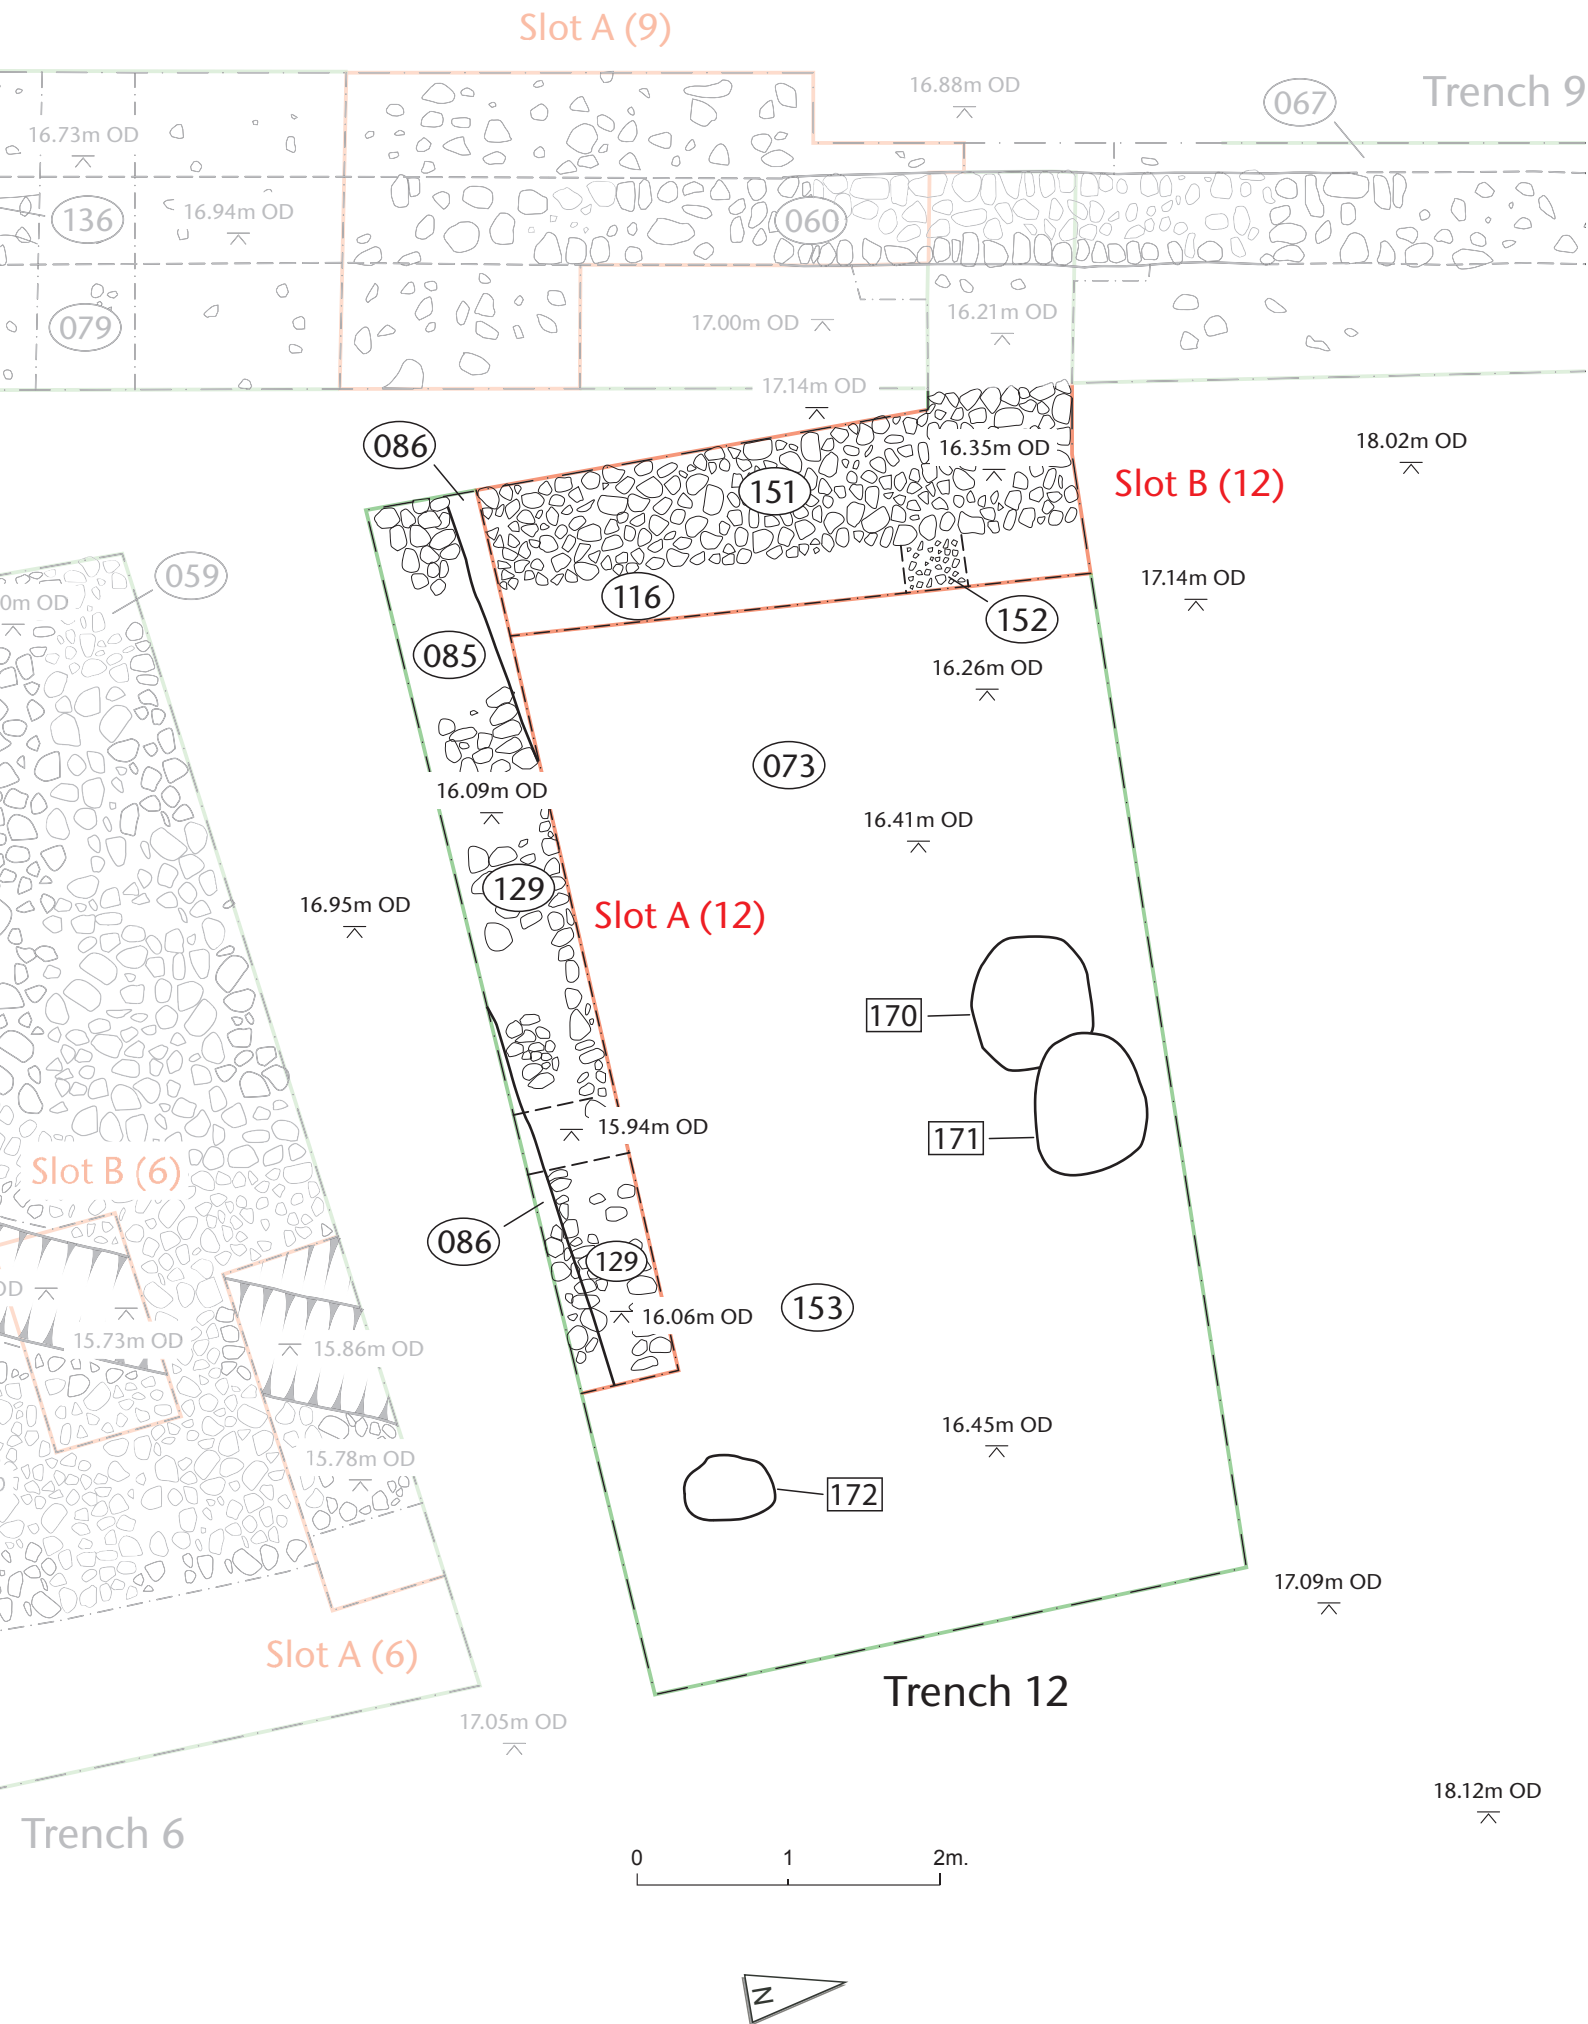 Slot A (9)
16.88m OD
067
Trench 9
16.73m OD
136
16.94m OD
060
079
17.00m OD
16.21m OD
17.14m OD
086
16.35m OD
18.02m OD
151
Slot B (12)
059
0m OD
116
152
17.14m OD
085
16.26m OD
073
16.09m OD
16.41m OD
129
16.95m OD
Slot A (12)
170
15.94m OD
171
Slot B (6)
086
129
OD
153
16.06m OD
15.73m OD
15.86m OD
16.45m OD
15.78m OD
172
17.09m OD
Slot A (6)
Trench 12
17.05m OD
18.12m OD
Trench 6
0 1 2m.
N